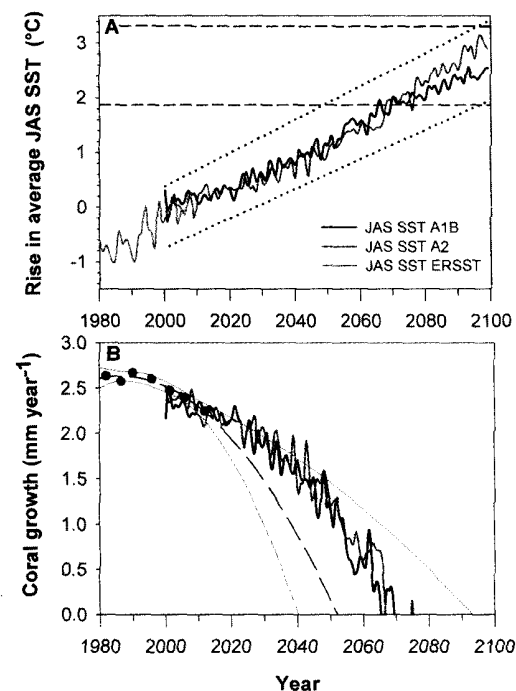 A
Rise in average JAS SST (°C)
3
2
1
0
-1
JAS SST A1B
JAS SST A2
JAS SST ERSST
1980 2000 2020 2040 2060 2080 2100
B
Coral growth (mm year⁻¹)
3.0
2.5
2.0
1.5
1.0
0.5
0.0
1980 2000 2020 2040 2060 2080 2100
Year